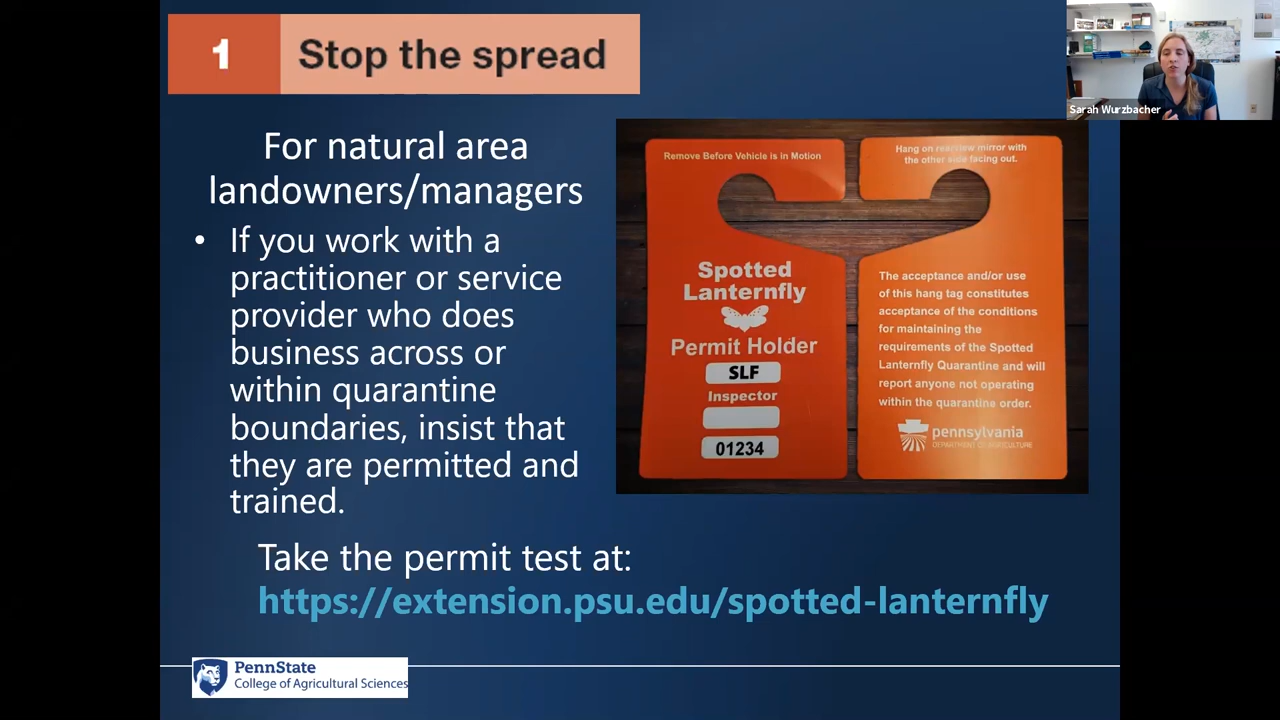 1 Stop the spread
Sarah Wurzbacher
For natural area
landowners/managers
• If you work with a
practitioner or service
provider who does
business across or
within quarantine
boundaries, insist that
they are permitted and
trained.
Remove Before Vehicle is in Motion
Spotted
Lanternfly
Permit Holder
SLF
Inspector
01234
Hang on rearview mirror with
the other side facing out.
The acceptance and/or use
of this hang tag constitutes
acceptance of the conditions
for maintaining the
requirements of the Spotted
Lanternfly Quarantine and will
report anyone not operating
within the quarantine order.
pennsylvania
DEPARTMENT OF AGRICULTURE
Take the permit test at:
https://extension.psu.edu/spotted-lanternfly
PennState
College of Agricultural Sciences